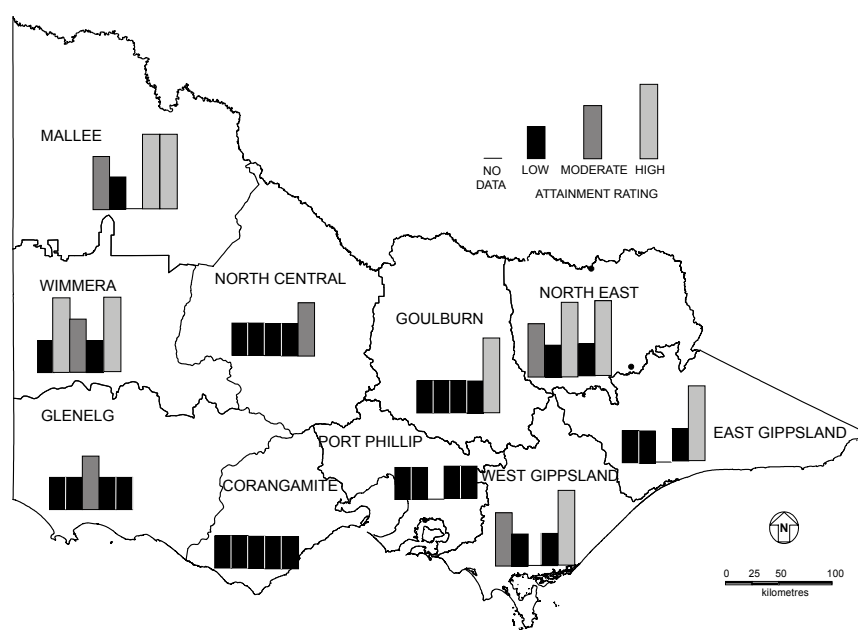 MALLEE
NO
DATA
LOW
MODERATE
HIGH
ATTAINMENT RATING
WIMMERA
NORTH CENTRAL
GOULBURN
NORTH EAST
GLENELG
CORANGAMITE
PORT PHILLIP
WEST GIPPSLAND
EAST GIPPSLAND
N
0 25 50 100
kilometres